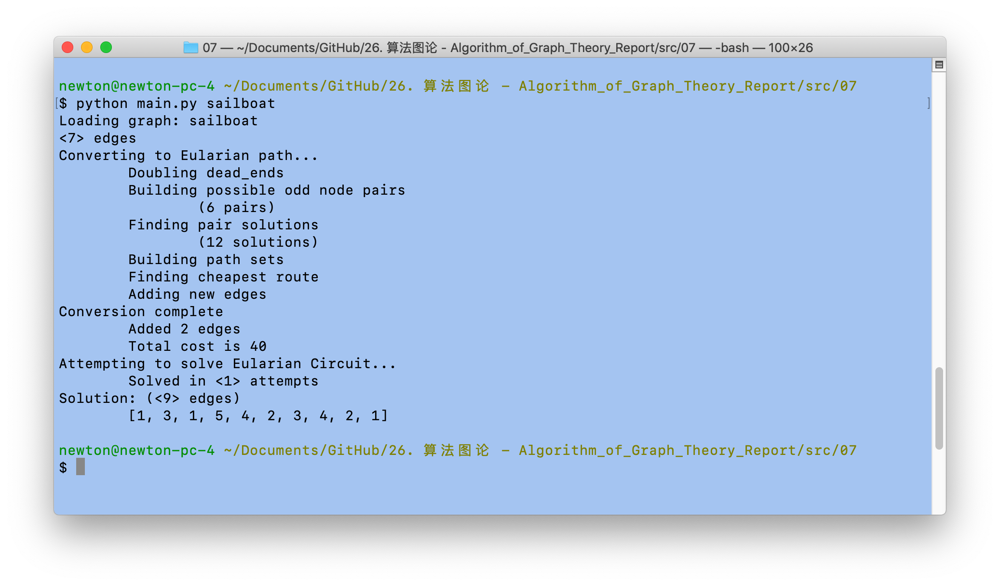 07 — ~/Documents/GitHub/26. 算法图论 - Algorithm_of_Graph_Theory_Report/src/07 — -bash — 100×26
newton@newton-pc-4 ~/Documents/GitHub/26. 算法图论 - Algorithm_of_Graph_Theory_Report/src/07
[$ python main.py sailboat ]
Loading graph: sailboat
<7> edges
Converting to Eularian path...
Doubling dead_ends
Building possible odd node pairs
(6 pairs)
Finding pair solutions
(12 solutions)
Building path sets
Finding cheapest route
Adding new edges
Conversion complete
Added 2 edges
Total cost is 40
Attempting to solve Eularian Circuit...
Solved in <1> attempts
Solution: (<9> edges)
[1, 3, 1, 5, 4, 2, 3, 4, 2, 1]
newton@newton-pc-4 ~/Documents/GitHub/26. 算法图论 - Algorithm_of_Graph_Theory_Report/src/07
$